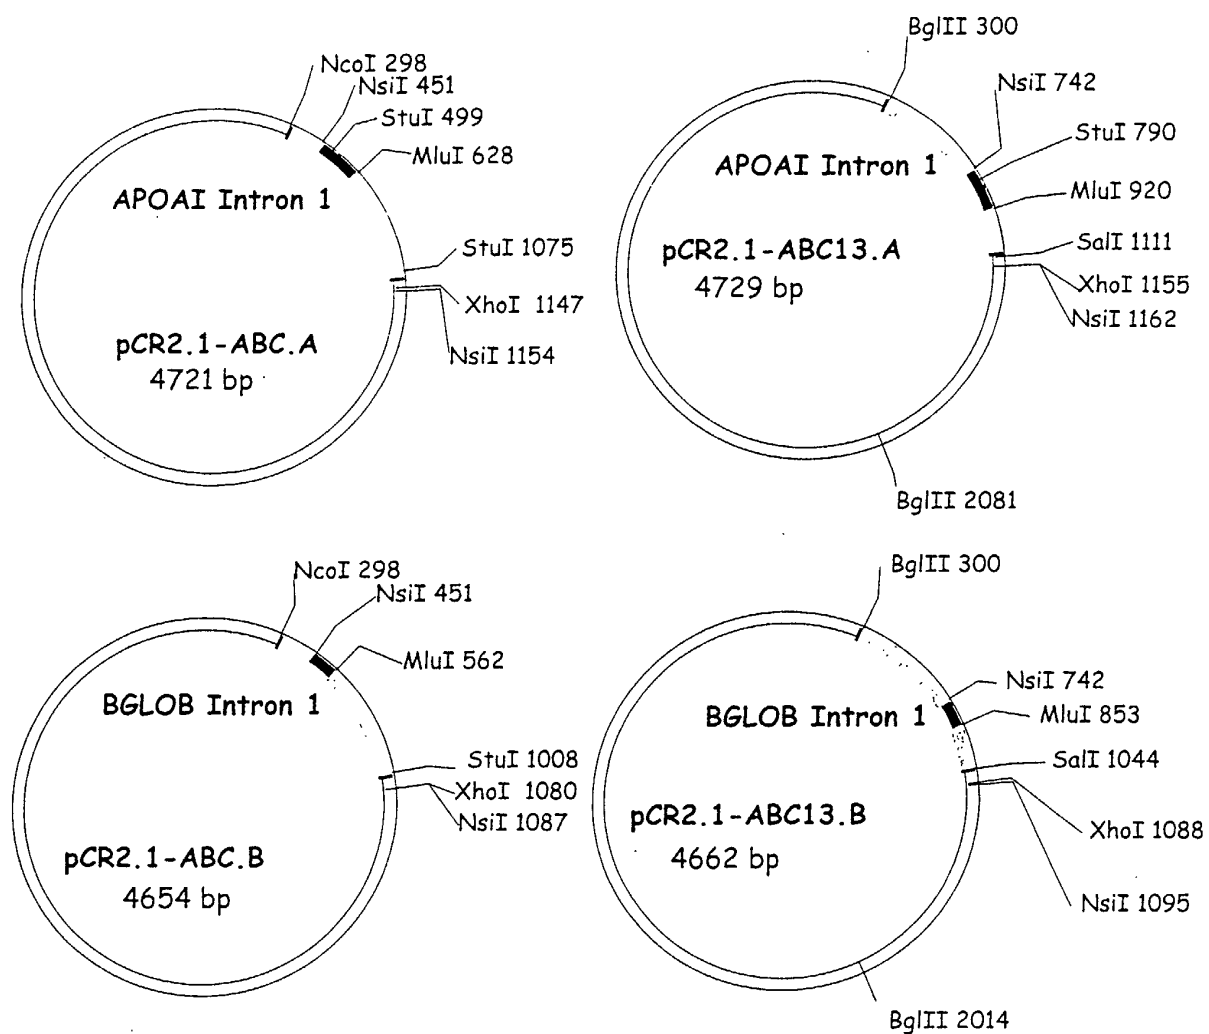 NcoI 298
NsiI 451
StuI 499
MluI 628
APOAI Intron 1
StuI 1075
XhoI 1147
NsiI 1154
pCR2.1-ABC.A
4721 bp
BglII 300
NsiI 742
StuI 790
APOAI Intron 1
MluI 920
SalI 1111
pCR2.1-ABC13.A
4729 bp
XhoI 1155
NsiI 1162
BglII 2081
NcoI 298
NsiI 451
MluI 562
BGLOB Intron 1
StuI 1008
XhoI 1080
NsiI 1087
pCR2.1-ABC.B
4654 bp
BglII 300
NsiI 742
MluI 853
BGLOB Intron 1
SalI 1044
pCR2.1-ABC13.B
4662 bp
XhoI 1088
NsiI 1095
BglII 2014